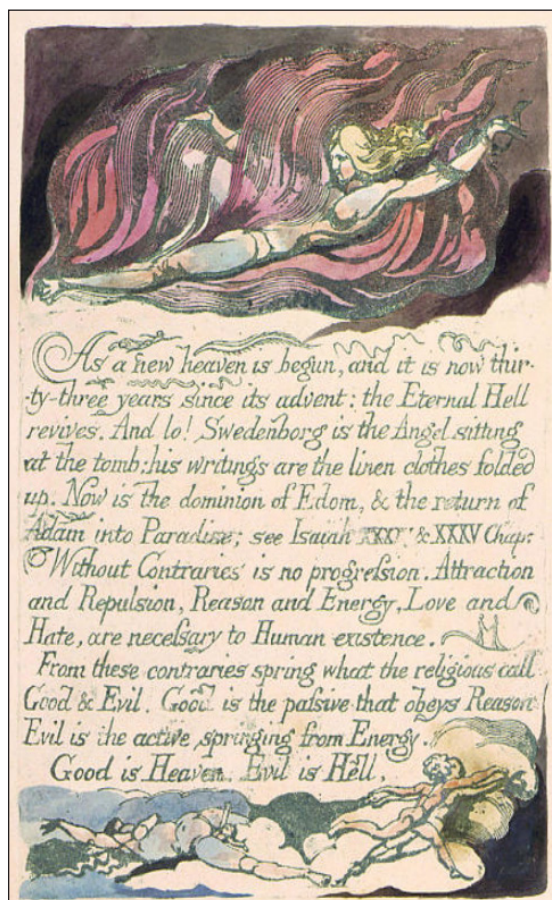 As a new heaven is begun, and it is now thir-
-ty-three years since its advent: the Eternal Hell
revives. And lo! Swedenborg is the Angel sitting
at the tomb: his writings are the linen clothes folded
up. Now is the dominion of Edom, & the return of
Adam into Paradise; see Isaiah & XXXV Chap:
Without Contraries is no progreſsion. Attraction
and Repulsion, Reason and Energy, Love and
Hate, are neceſsary to Human existence.
From these contraries spring what the religious call
Good & Evil. Good is the paſsive that obeys Reason
Evil is the active springing from Energy.
Good is Heaven. Evil is Hell.